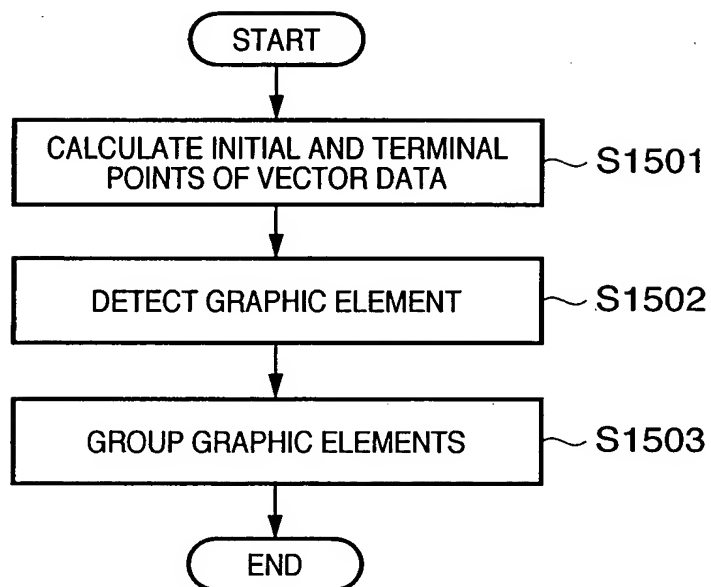 START
CALCULATE INITIAL AND TERMINAL
POINTS OF VECTOR DATA
S1501
DETECT GRAPHIC ELEMENT
S1502
GROUP GRAPHIC ELEMENTS
S1503
END